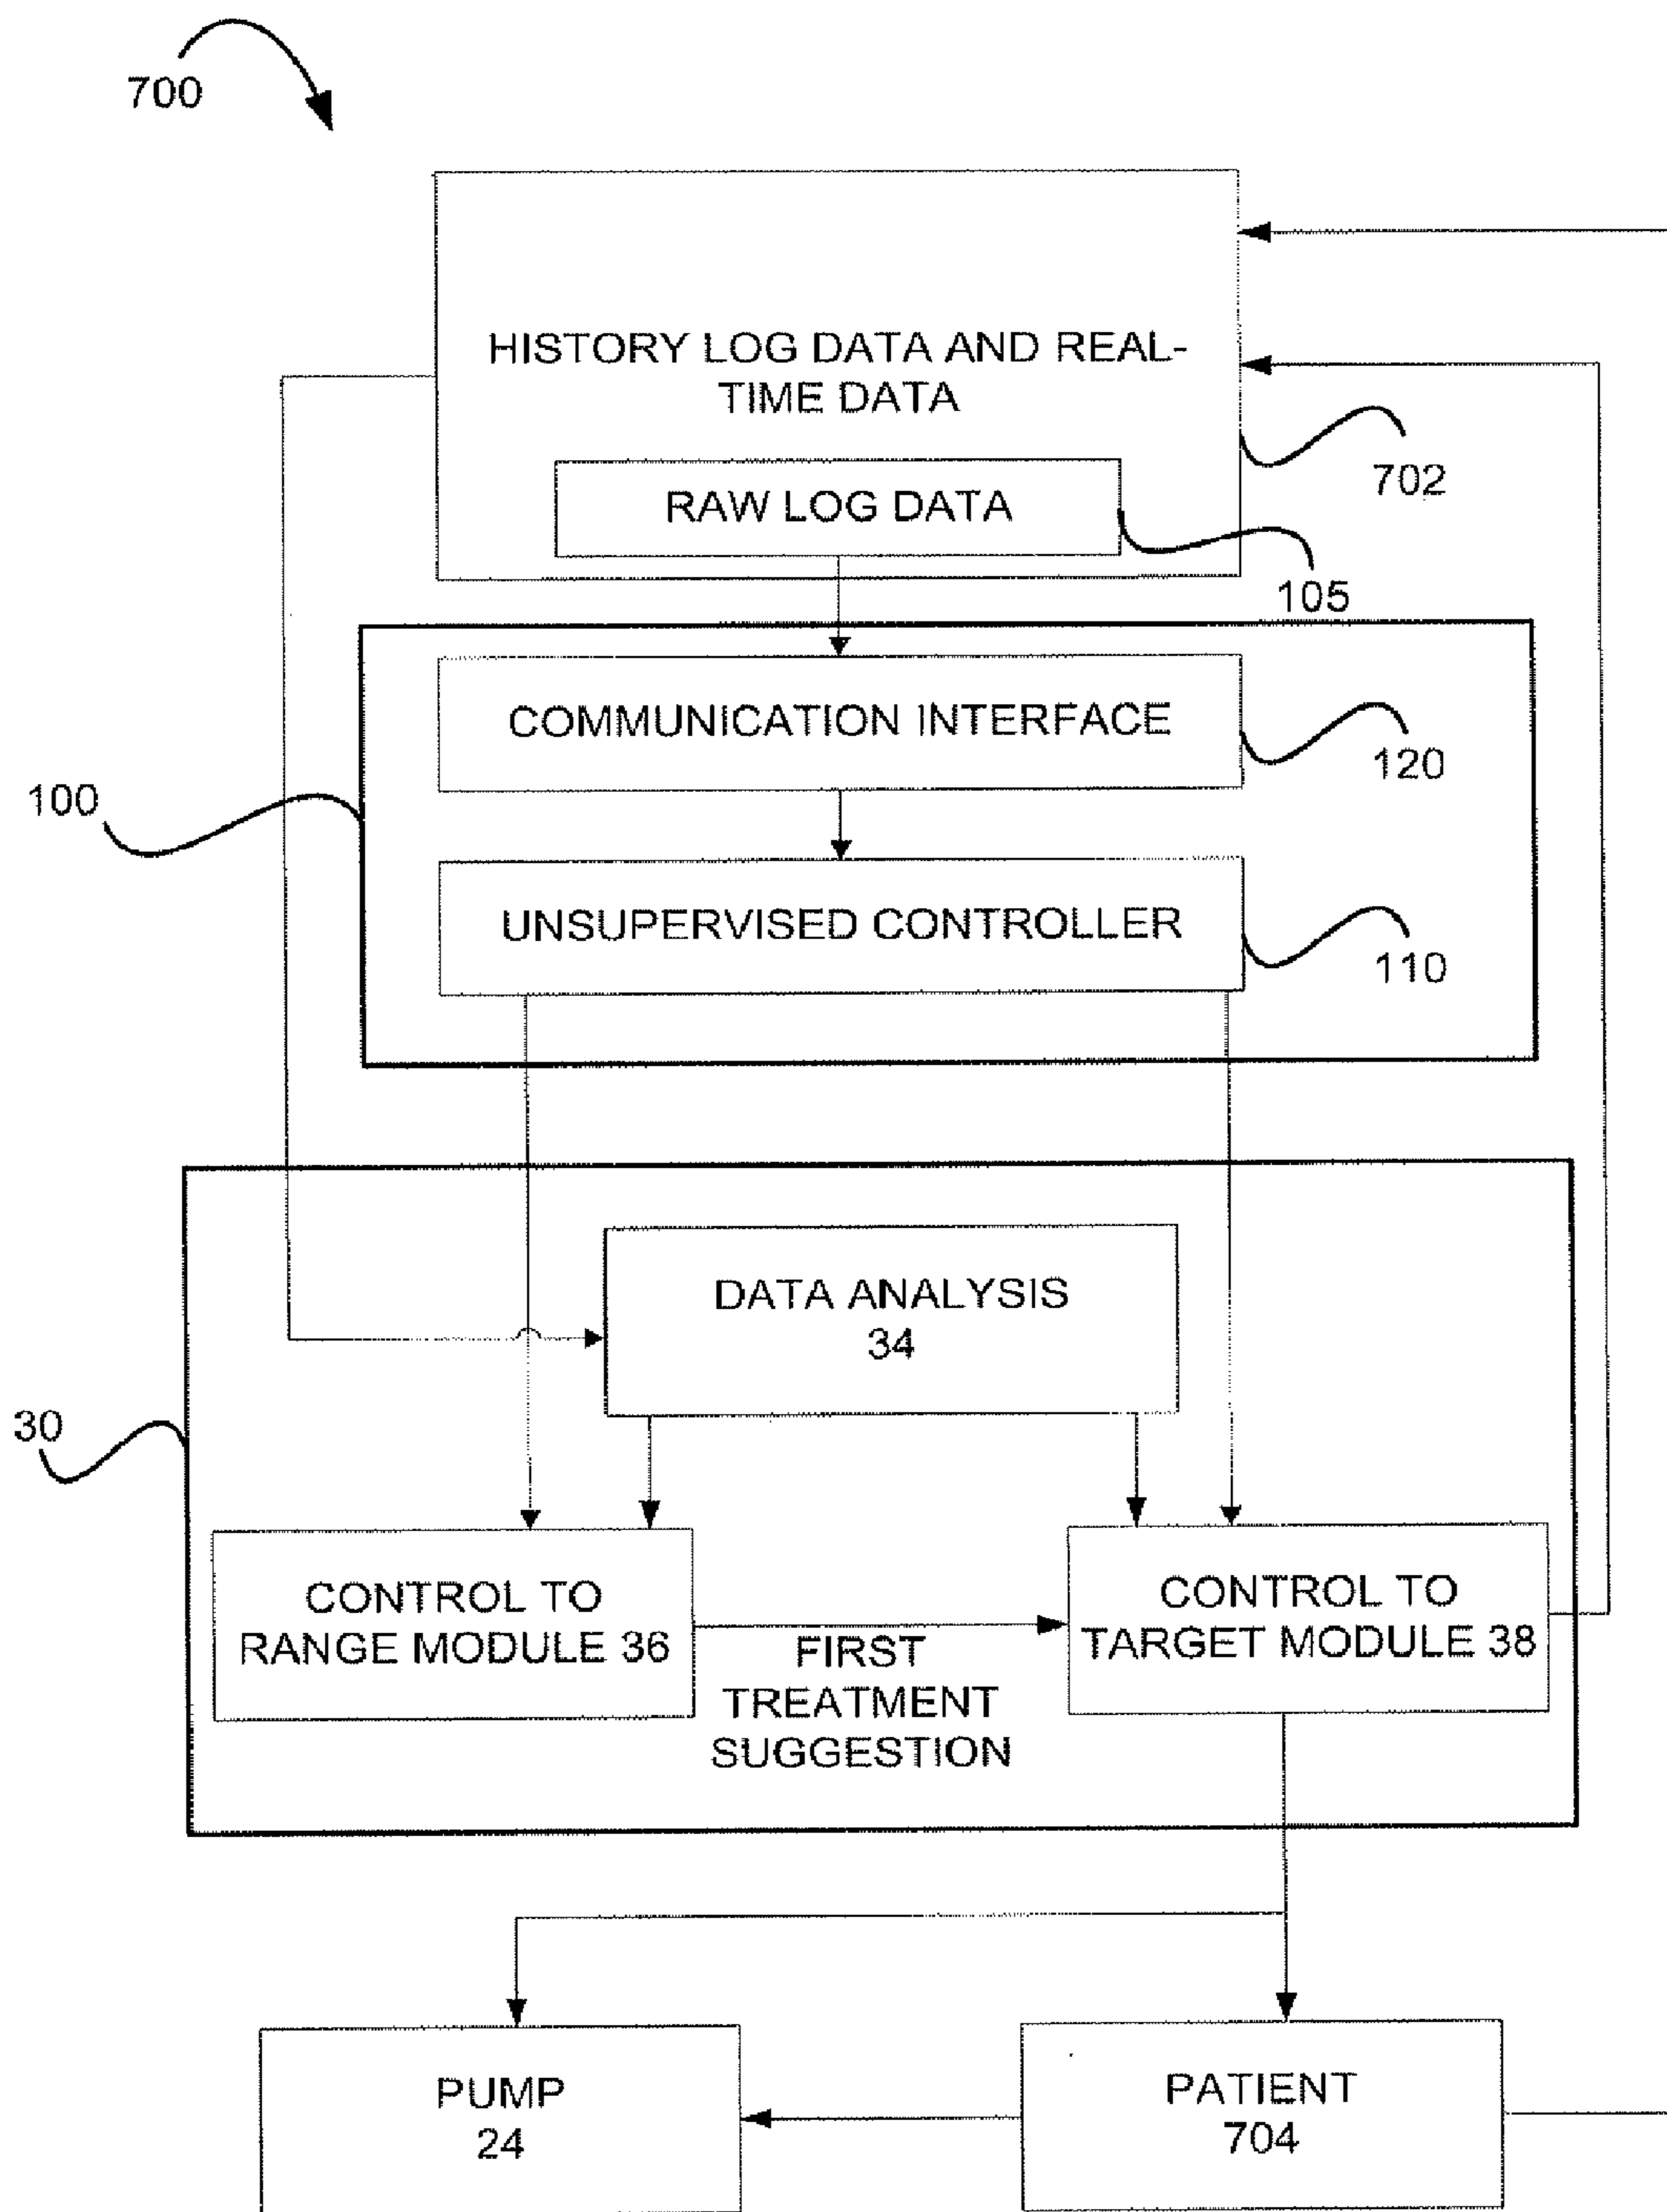 700
HISTORY LOG DATA AND REAL-
TIME DATA
702
RAW LOG DATA
105
COMMUNICATION INTERFACE
120
100
UNSUPERVISED CONTROLLER
110
DATA ANALYSIS
34
30
CONTROL TO
RANGE MODULE 36
FIRST
TREATMENT
SUGGESTION
CONTROL TO
TARGET MODULE 38
PUMP
24
PATIENT
704